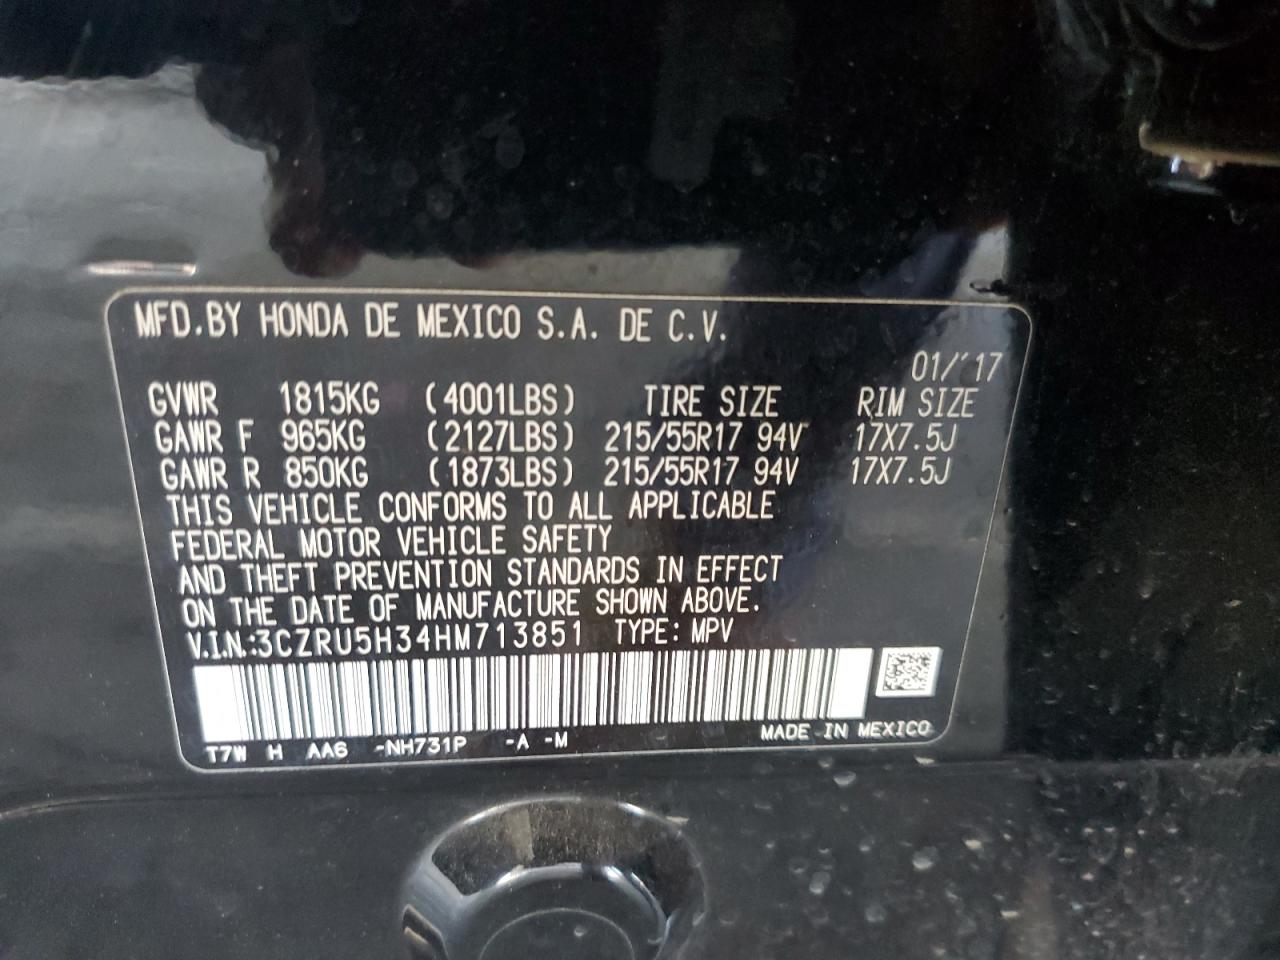 MFD.BY HONDA DE MEXICO S.A. DE C.V.
01/'17
GVWR 1815KG (4001LBS) TIRE SIZE RIM SIZE
GAWR F 965KG (2127LBS) 215/55R17 94V 17X7.5J
GAWR R 850KG (1873LBS) 215/55R17 94V 17X7.5J
THIS VEHICLE CONFORMS TO ALL APPLICABLE
FEDERAL MOTOR VEHICLE SAFETY
AND THEFT PREVENTION STANDARDS IN EFFECT
ON THE DATE OF MANUFACTURE SHOWN ABOVE.
V.I.N.:3CZRU5H34HM713851 TYPE: MPV
T7W H AA6 -NH731P -A -M MADE IN MEXICO